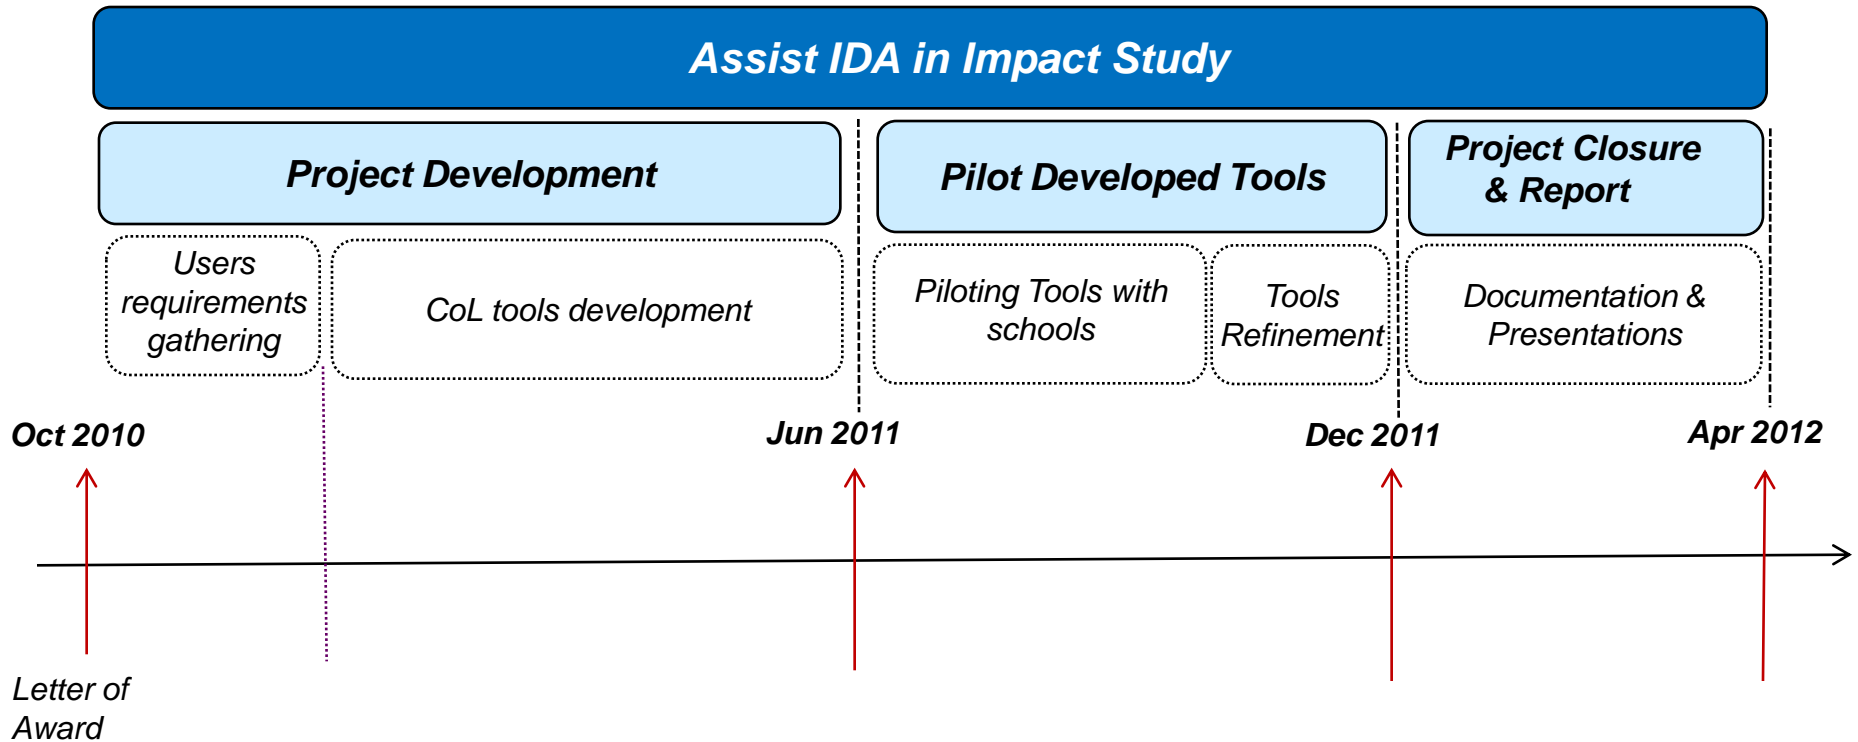 Assist IDA in Impact Study
Project Development
Pilot Developed Tools
Project Closure
& Report
Users
requirements
gathering
CoL tools development
Piloting Tools with
schools
Tools
Refinement
Documentation &
Presentations
Oct 2010
Jun 2011
Dec 2011
Apr 2012
Letter of
Award